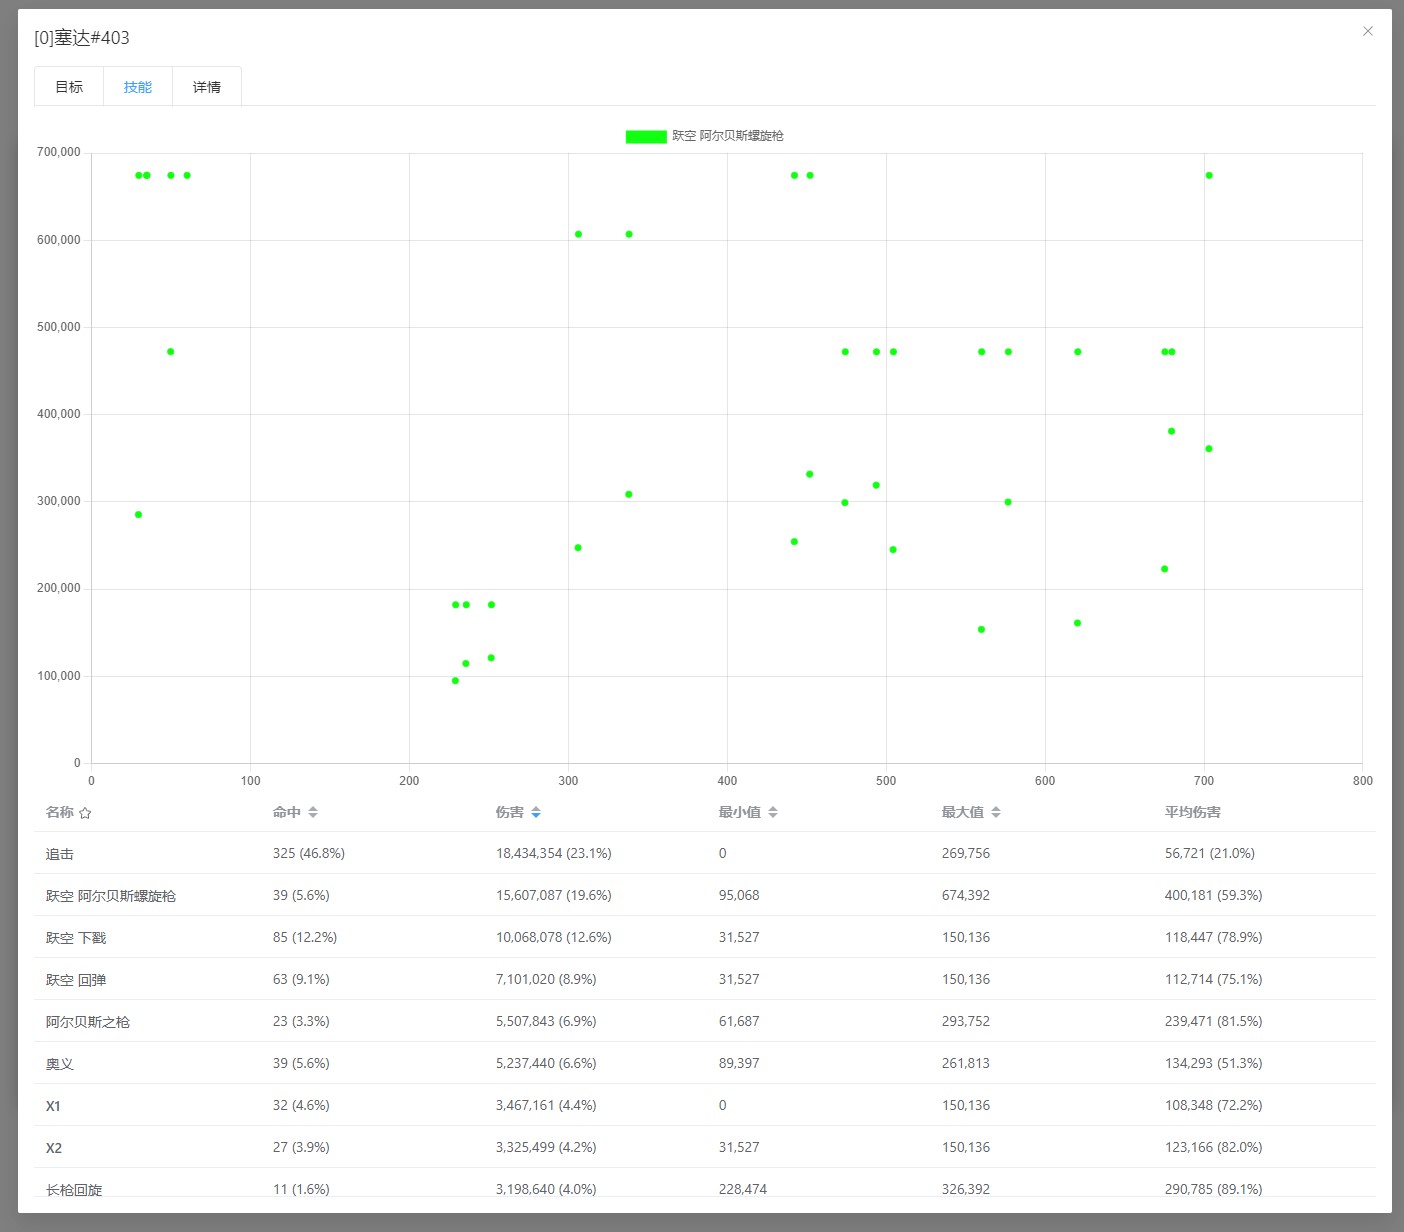 [0]塞达#403
目标 技能 详情
跃空 阿尔贝斯螺旋枪
700,000
600,000
500,000
400,000
300,000
200,000
100,000
0
0 100 200 300 400 500 600 700 800
名称 命中 伤害 最小值 最大值 平均伤害
追击 325 (46.8%) 18,434,354 (23.1%) 0 269,756 56,721 (21.0%)
跃空 阿尔贝斯螺旋枪 39 (5.6%) 15,607,087 (19.6%) 95,068 674,392 400,181 (59.3%)
跃空 下戳 85 (12.2%) 10,068,078 (12.6%) 31,527 150,136 118,447 (78.9%)
跃空 回弹 63 (9.1%) 7,101,020 (8.9%) 31,527 150,136 112,714 (75.1%)
阿尔贝斯之枪 23 (3.3%) 5,507,843 (6.9%) 61,687 293,752 239,471 (81.5%)
奥义 39 (5.6%) 5,237,440 (6.6%) 89,397 261,813 134,293 (51.3%)
X1 32 (4.6%) 3,467,161 (4.4%) 0 150,136 108,348 (72.2%)
X2 27 (3.9%) 3,325,499 (4.2%) 31,527 150,136 123,166 (82.0%)
长枪回旋 11 (1.6%) 3,198,640 (4.0%) 228,474 326,392 290,785 (89.1%)